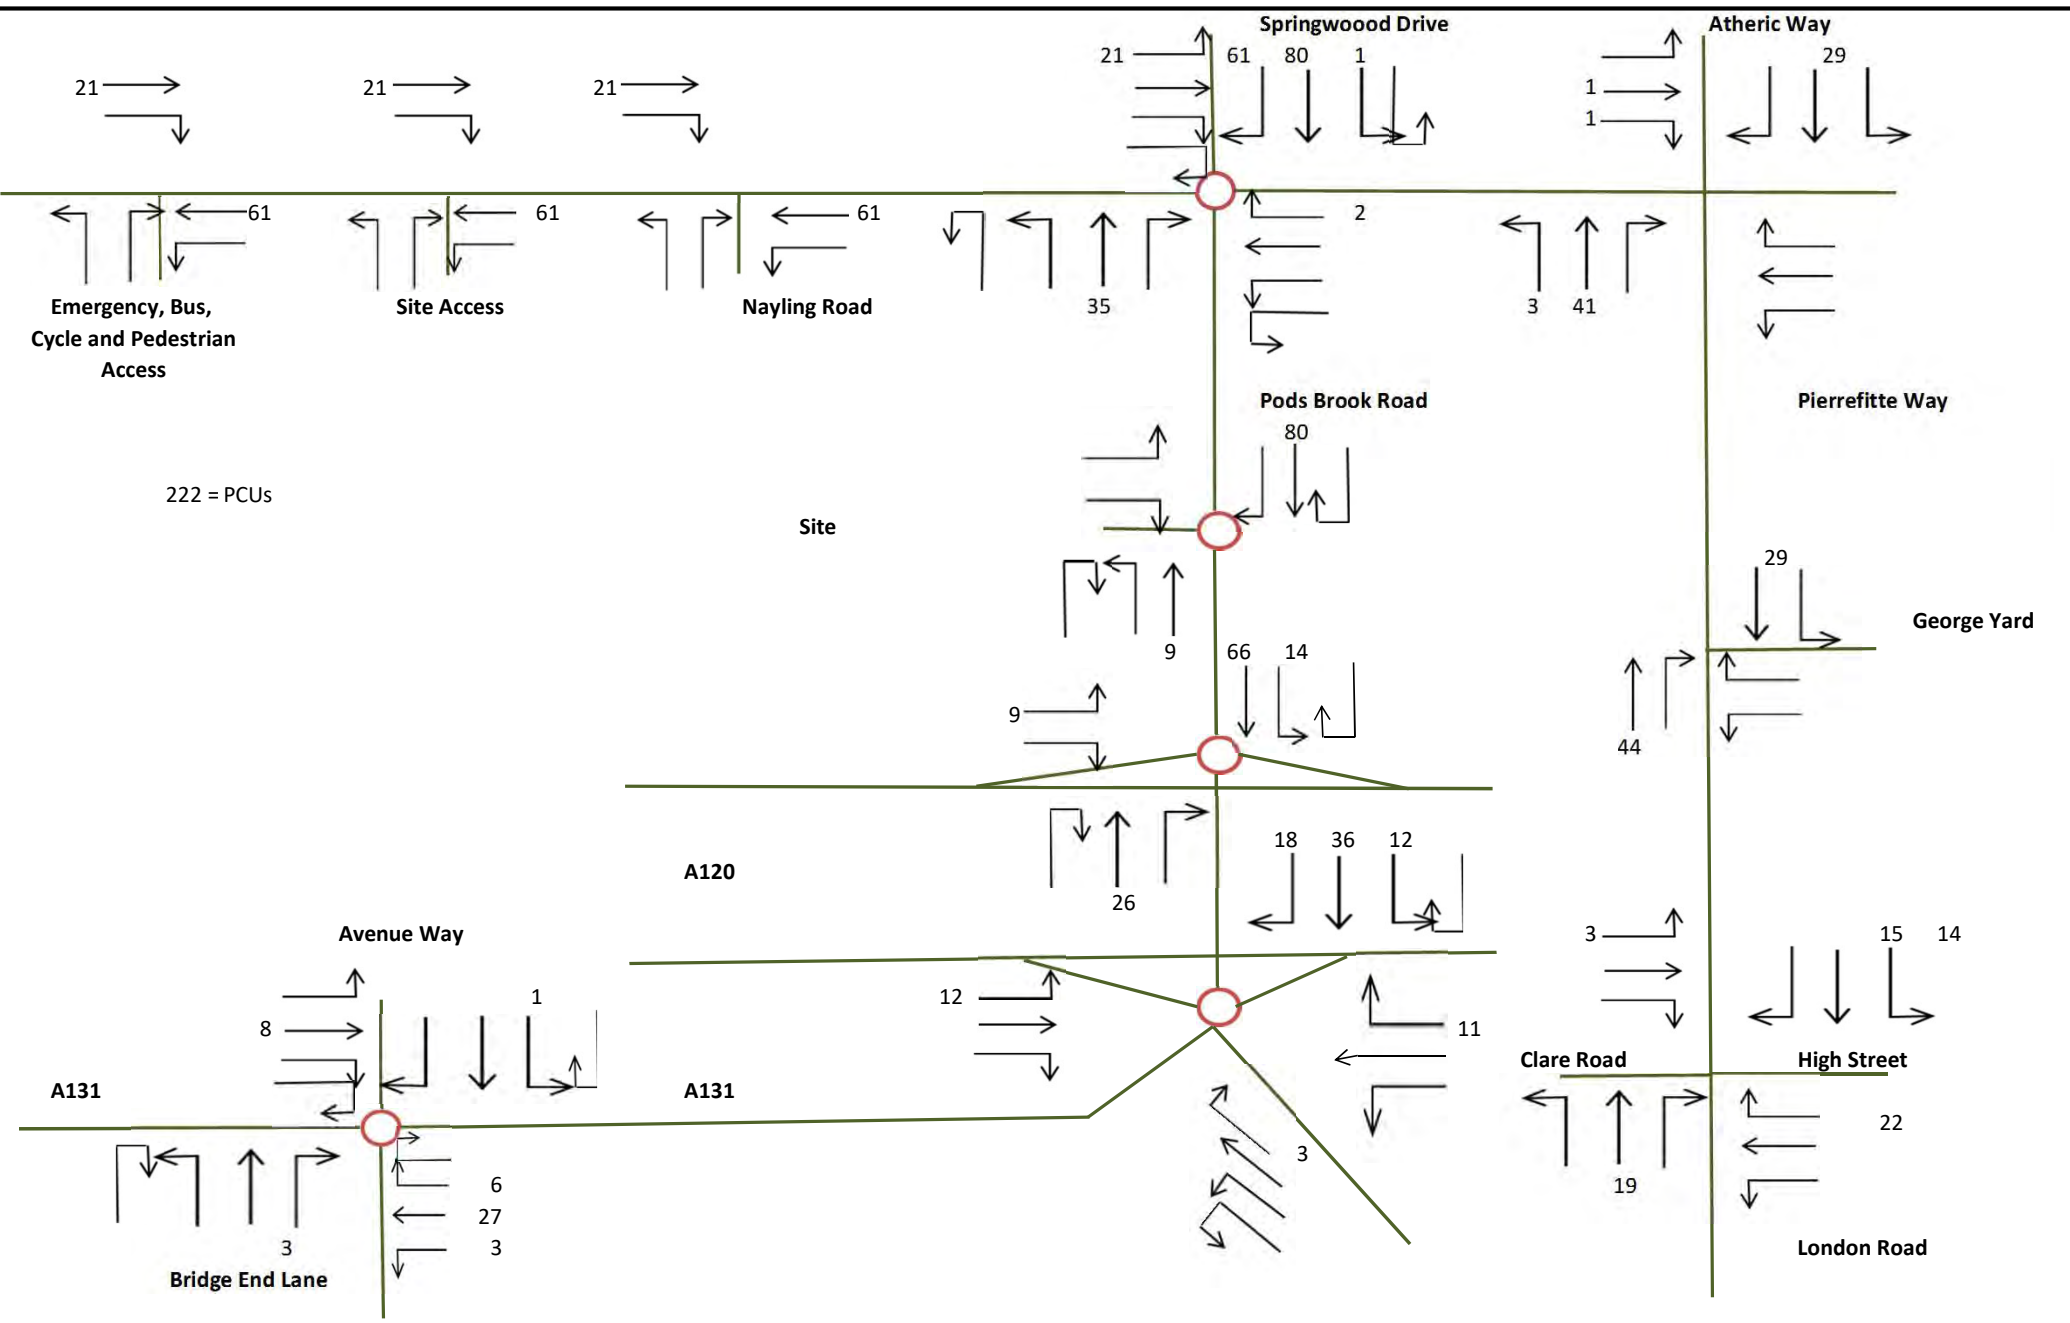 Springwoood Drive
Atheric Way
21
61
80
1
29
21
21
21
1
1
61
61
61
2
35
3
41
Emergency, Bus,
Cycle and Pedestrian
Access
Site Access
Nayling Road
Pods Brook Road
Pierrefitte Way
80
222 = PCUs
Site
29
George Yard
9
66
14
9
44
18
36
12
A120
26
Avenue Way
3
15
14
12
1
8
11
Clare Road
High Street
A131
A131
22
3
6
19
27
3
3
London Road
Bridge End Lane